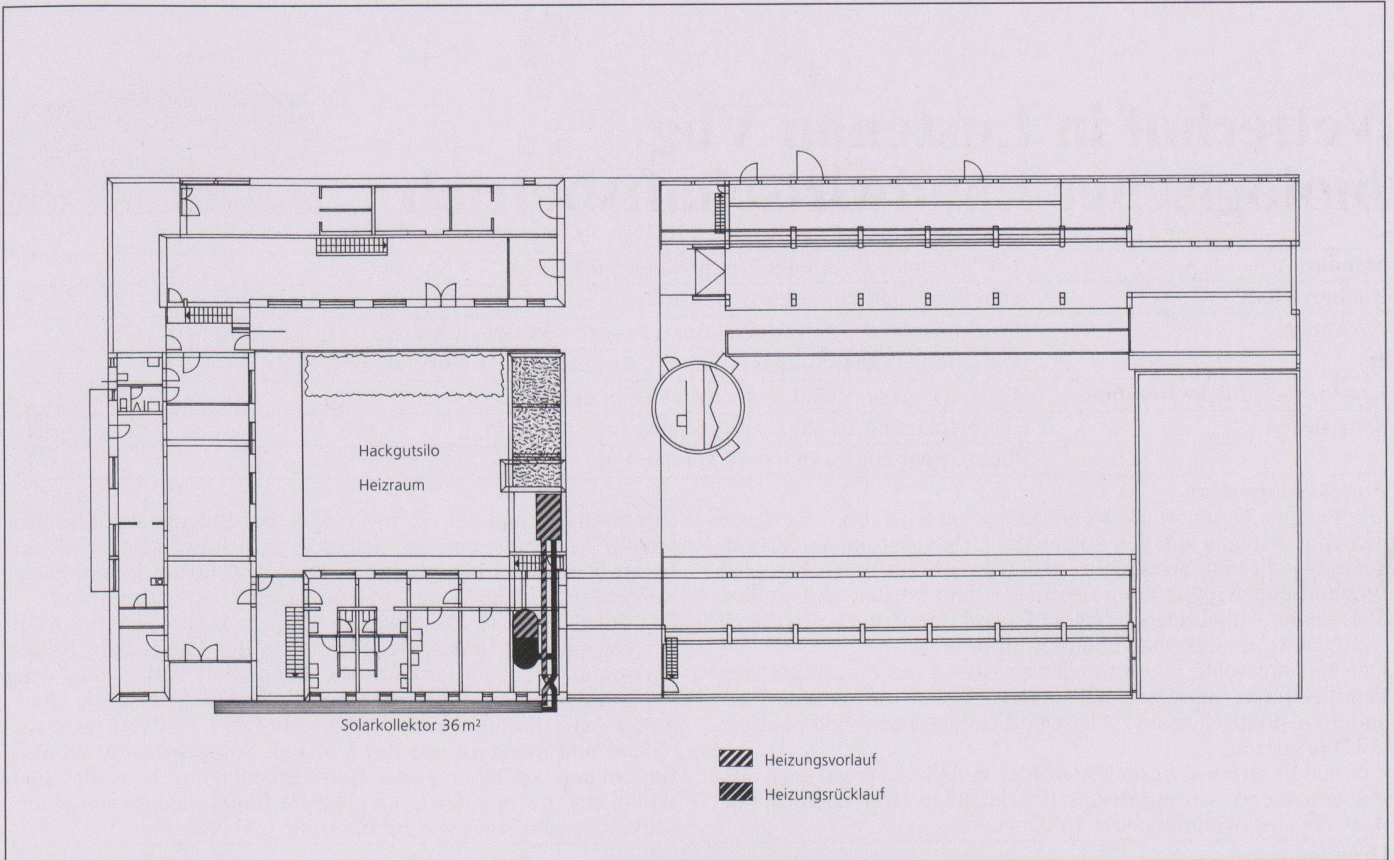 Hackgutsilo
Heizraum
Solarkollektor 36 m²
Heizungsvorlauf
Heizungsrücklauf